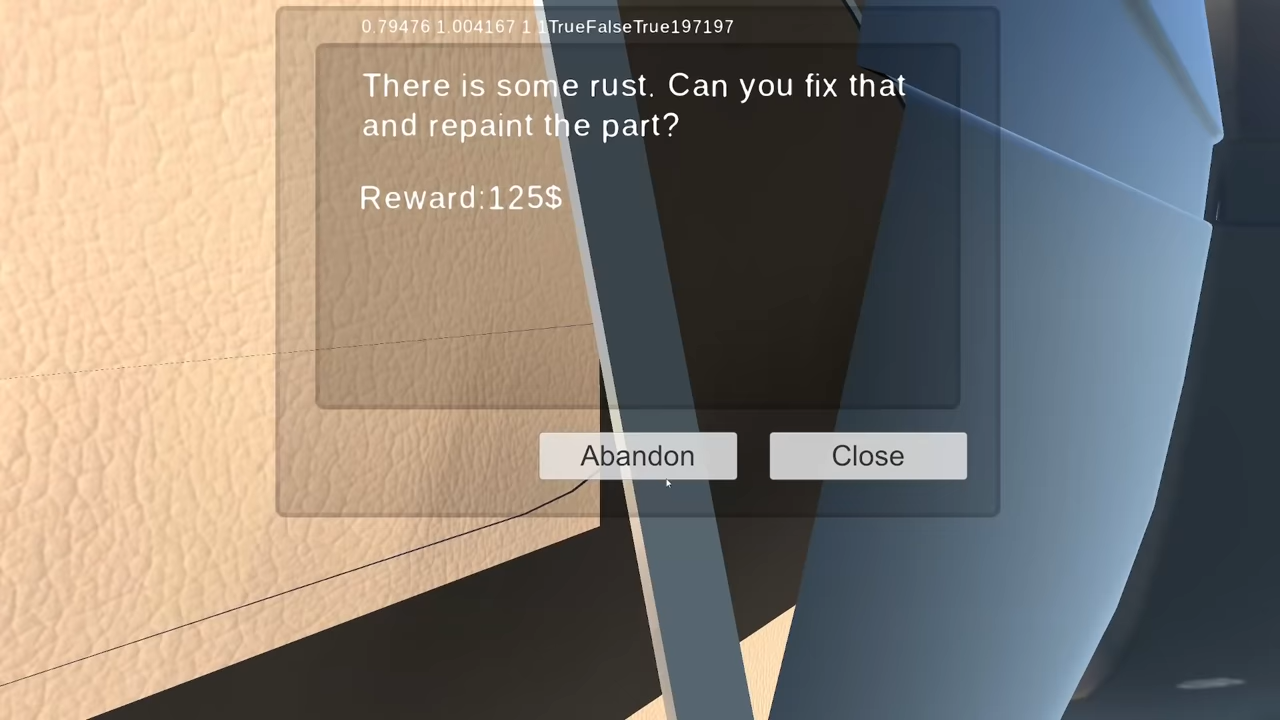 0.79476 1.004167 1 1TrueFalseTrue197197
There is some rust. Can you fix that
and repaint the part?
Reward:125$
Abandon
Close